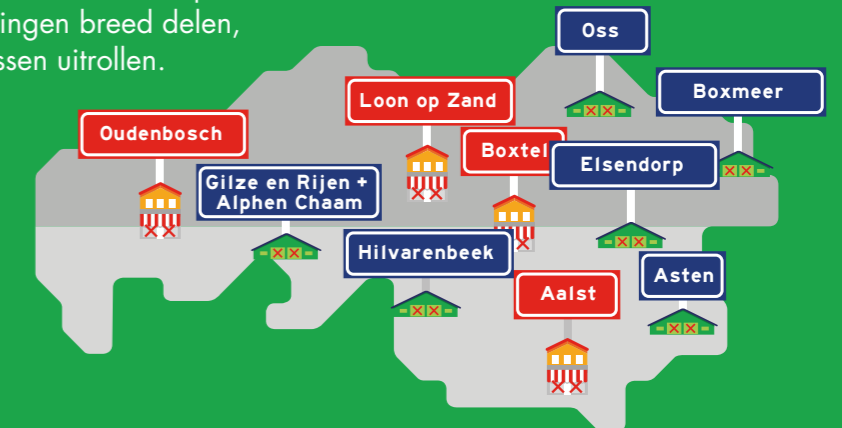 ingen breed delen,
ssen uitrollen.
Oss
Boxmeer
Loon op Zand
Oudenbosch
Boxtel
Elsendorp
Gilze en Rijen +
Alphen Chaam
Hilvarenbeek
Asten
Aalst